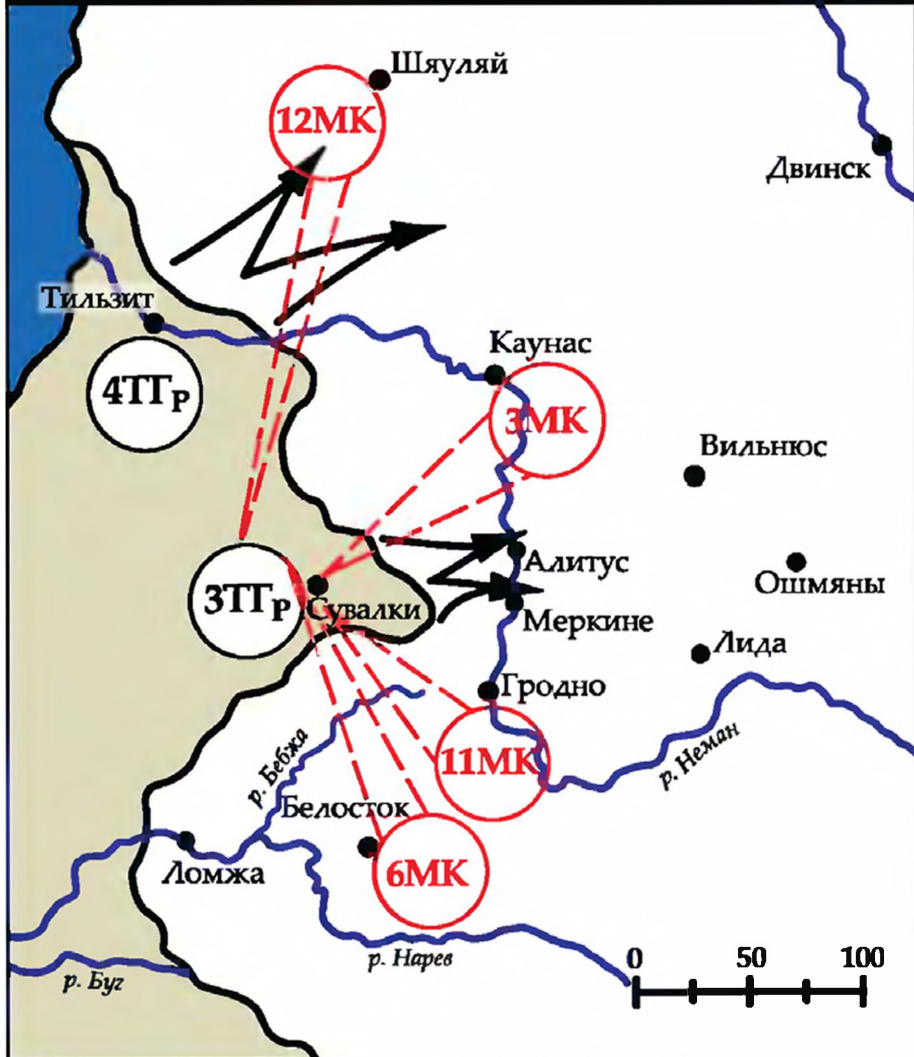 Шяуляй
12МК
Двинск
Тильзит
Каунас
4ТГр
3МК
Вильнюс
Алитус
Ошмяны
3ТГр
Сувалки
Меркине
Лида
Гродно
р. Неман
11МК
р. Бебжа
Белосток
Ломжа
6МК
р. Нарев
0 50 100
р. Буг